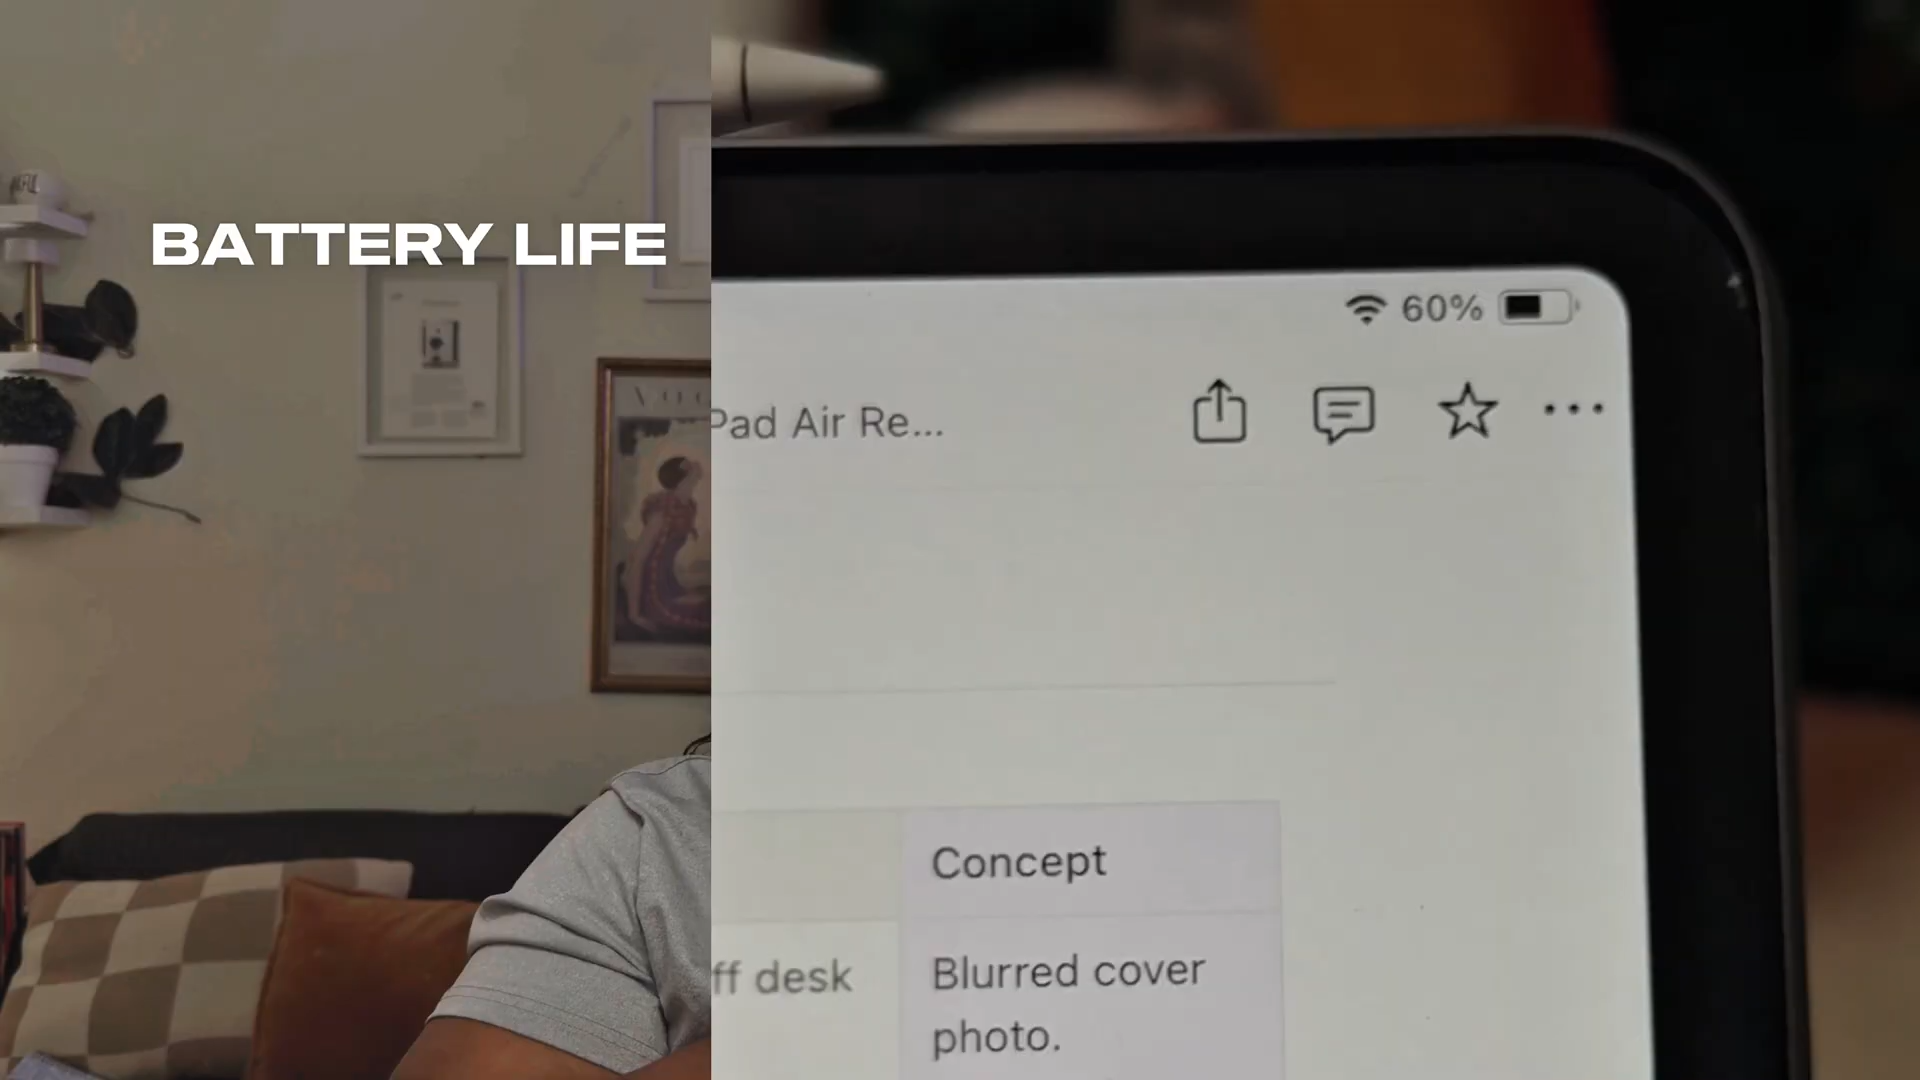 BATTERY LIFE
60%
Pad Air Re...
Concept
ff desk
Blurred cover
photo.